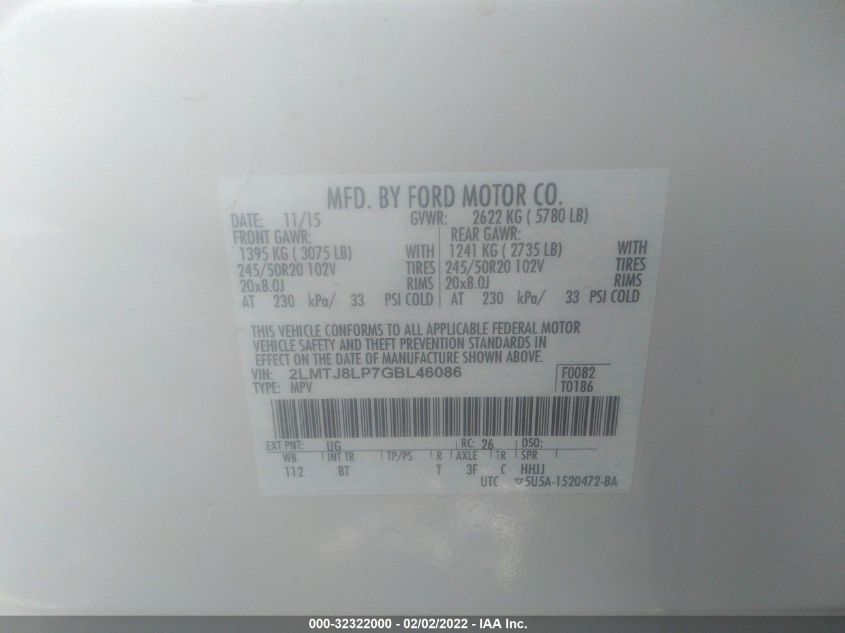 MFD. BY FORD MOTOR CO.
DATE: 11/15 GVWR: 2622 KG ( 5780 LB)
FRONT GAWR: REAR GAWR:
1395 KG ( 3075 LB) WITH 1241 KG ( 2735 LB) WITH
245/50R20 102V TIRES 245/50R20 102V TIRES
20x8.0J RIMS 20x8.0J RIMS
AT 230 kPa/ 33 PSI COLD AT 230 kPa/ 33 PSI COLD
THIS VEHICLE CONFORMS TO ALL APPLICABLE FEDERAL MOTOR
VEHICLE SAFETY AND THEFT PREVENTION STANDARDS IN
EFFECT ON THE DATE OF MANUFACTURE SHOWN ABOVE.
VIN: 2LMTJ8LP7GBL46086 F0082
TYPE: MPV T0186
EXT PNT: UG RC: 26 DSO:
WB INT TR TP/PS R AXLE TR SPR
112 BT T 3F C HHJJ
UTC ▽5U5A-1520472-BA
000-32322000 - 02/02/2022 - IAA Inc.